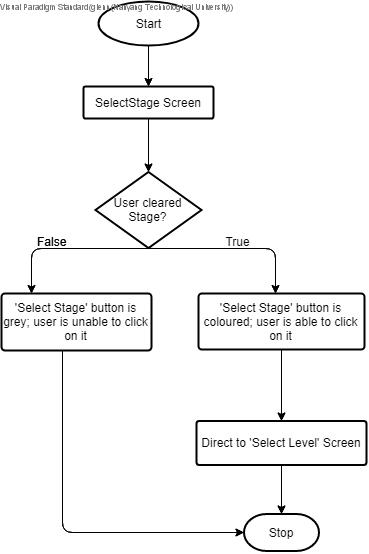 Visual Paradigm Standard(glenn(Nanyang Technological University))
Start
SelectStage Screen
User cleared
Stage?
False
True
'Select Stage' button is
grey; user is unable to click
on it
'Select Stage' button is
coloured; user is able to click
on it
Direct to 'Select Level' Screen
Stop